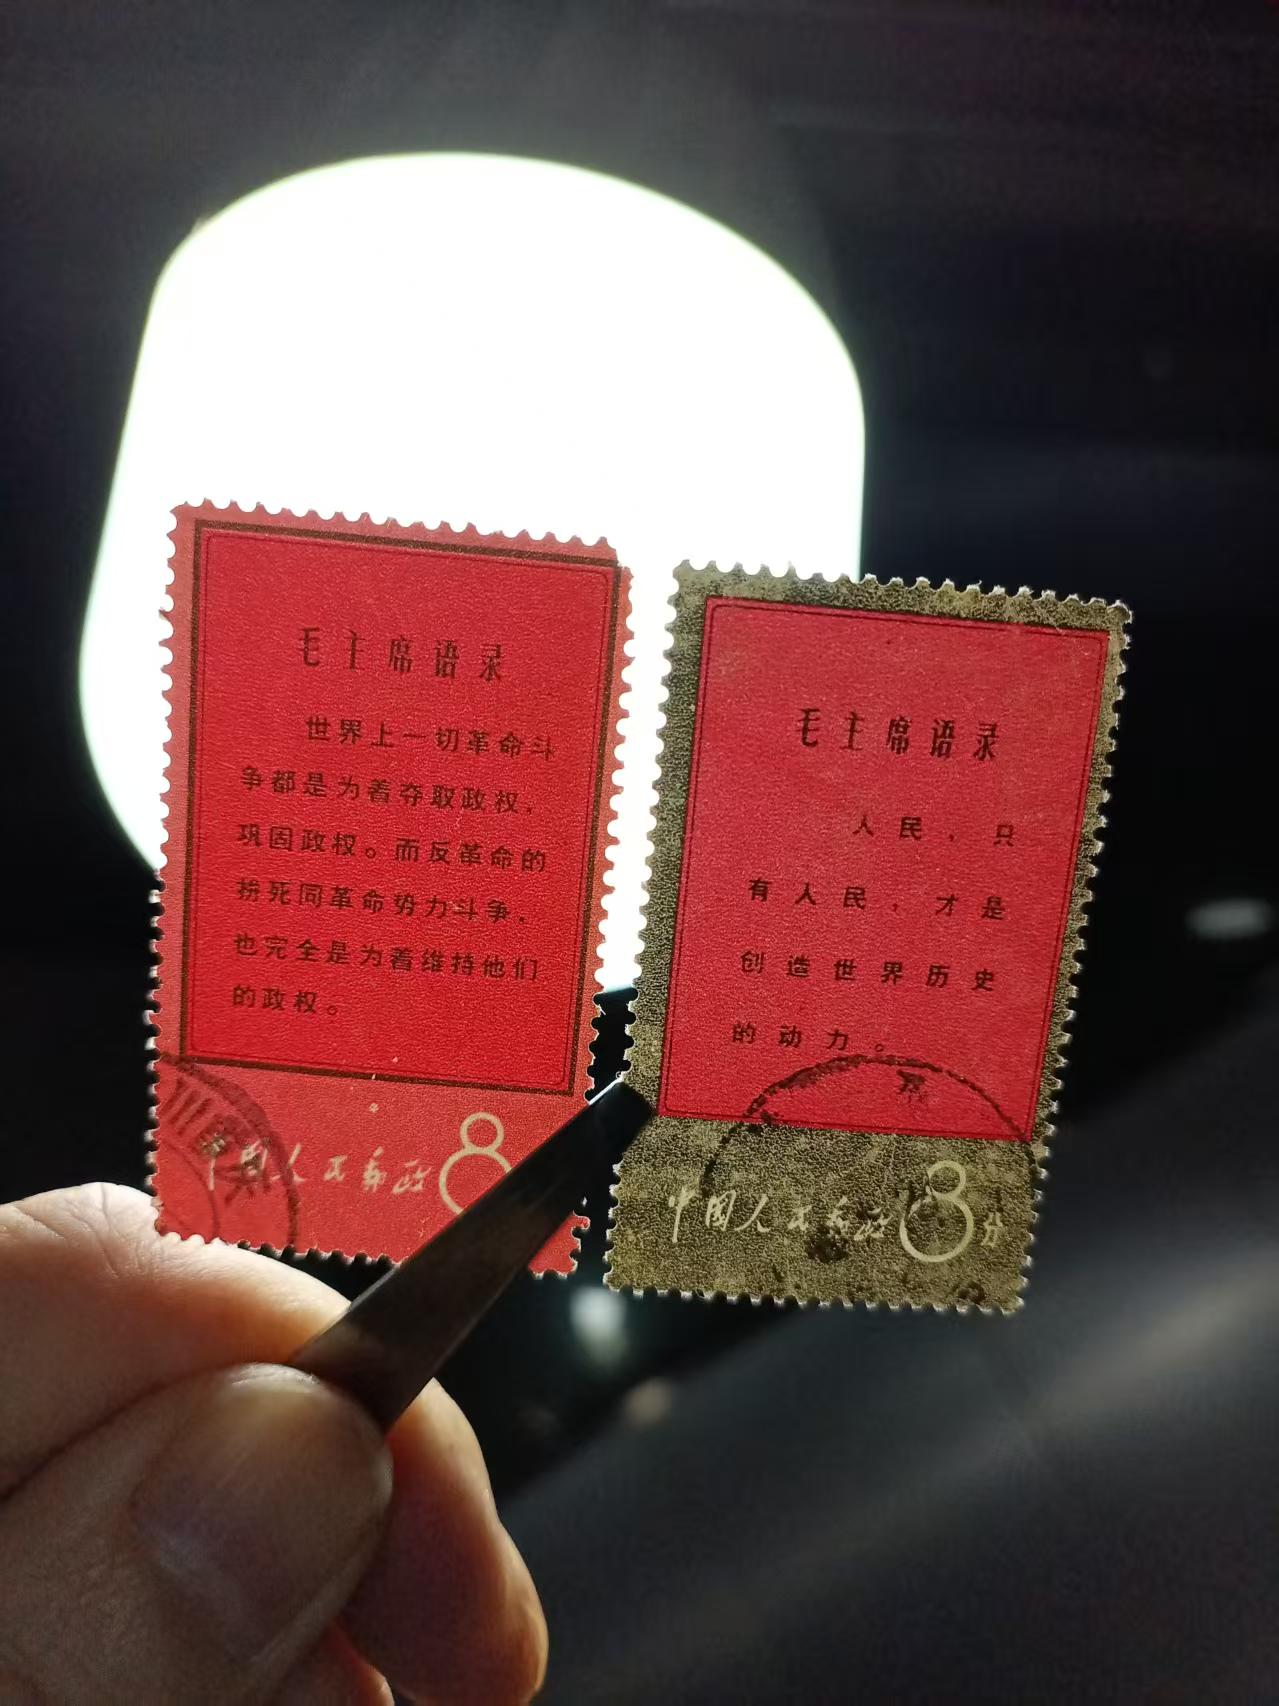 毛主席语录
世界上一切革命斗
争都是为着夺取政权，
巩固政权。而反革命的
拚死同革命势力斗争，
也完全是为着维持他们
的政权。
中国人民邮政
8
毛主席语录
人民，只
有人民，才是
创造世界历史
的动力。
中国人民邮政
8分